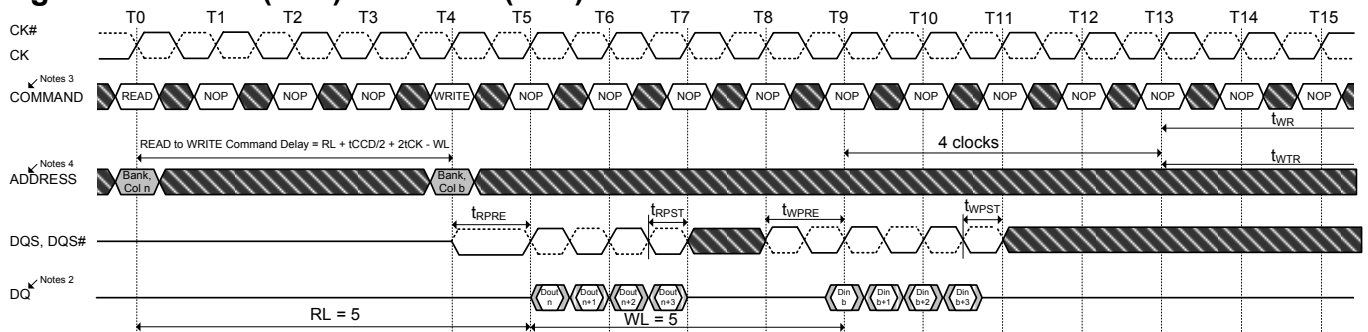 T0 T1 T2 T3 T4 T5 T6 T7 T8 T9 T10 T11 T12 T13 T14 T15
CK#
CK
Notes 3
COMMAND READ NOP NOP NOP WRITE NOP NOP NOP NOP NOP NOP NOP NOP NOP NOP NOP
tWR
READ to WRITE Command Delay = RL + tCCD/2 + 2tCK - WL
4 clocks
tWTR
Notes 4
ADDRESS
Bank, Col n
Bank, Col b
tRPRE tRPST tWPRE tWPST
DQS, DQS#
Notes 2
DQ
Dout n
Dout n+1
Dout n+2
Dout n+3
Din b
Din b+1
Din b+2
Din b+3
RL = 5 WL = 5